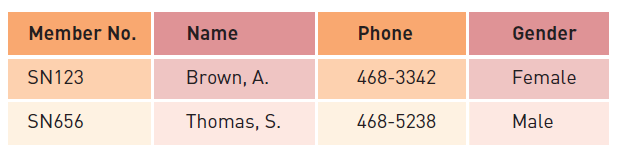 Member No. Name Phone Gender
SN123 Brown, A. 468-3342 Female
SN656 Thomas, S. 468-5238 Male